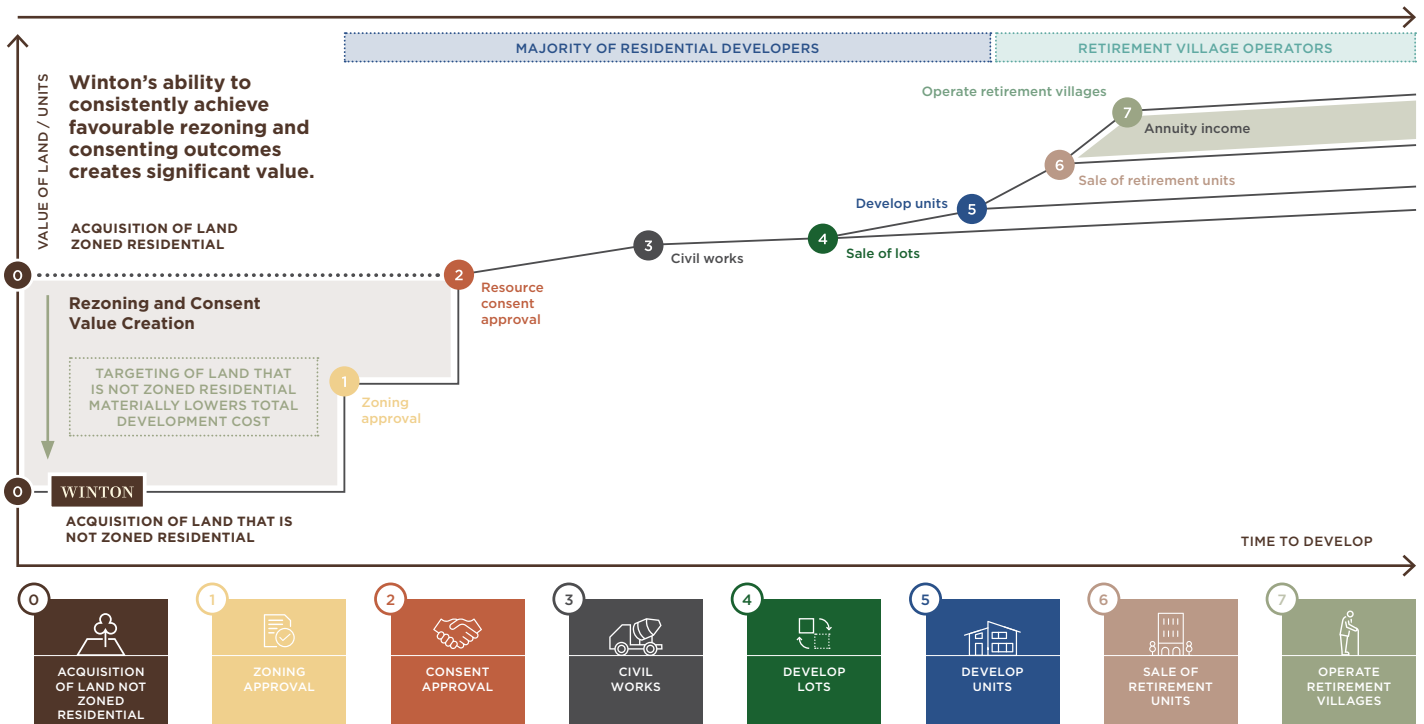 MAJORITY OF RESIDENTIAL DEVELOPERS
RETIREMENT VILLAGE OPERATORS
VALUE OF LAND / UNITS
Winton's ability to
consistently achieve
favourable rezoning and
consenting outcomes
creates significant value.
ACQUISITION OF LAND
ZONED RESIDENTIAL
0
Rezoning and Consent
Value Creation
TARGETING OF LAND THAT
IS NOT ZONED RESIDENTIAL
MATERIALLY LOWERS TOTAL
DEVELOPMENT COST
0
WINTON
ACQUISITION OF LAND THAT IS
NOT ZONED RESIDENTIAL
1
Zoning
approval
2
Resource
consent
approval
3
Civil works
4
Sale of lots
Develop units
5
6
Sale of retirement units
Operate retirement villages
7
Annuity income
TIME TO DEVELOP
0
ACQUISITION
OF LAND NOT
ZONED
RESIDENTIAL
1
ZONING
APPROVAL
2
CONSENT
APPROVAL
3
CIVIL
WORKS
4
DEVELOP
LOTS
5
DEVELOP
UNITS
6
SALE OF
RETIREMENT
UNITS
7
OPERATE
RETIREMENT
VILLAGES